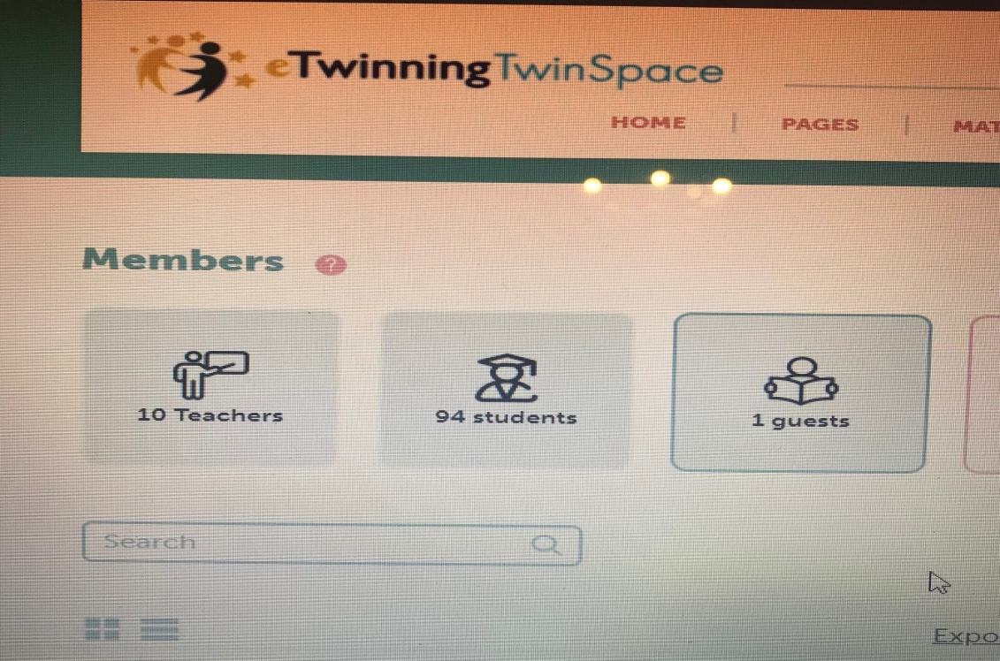 eTwinning TwinSpace
HOME | PAGES |
Members ?
10 Teachers
94 students
1 guests
Search